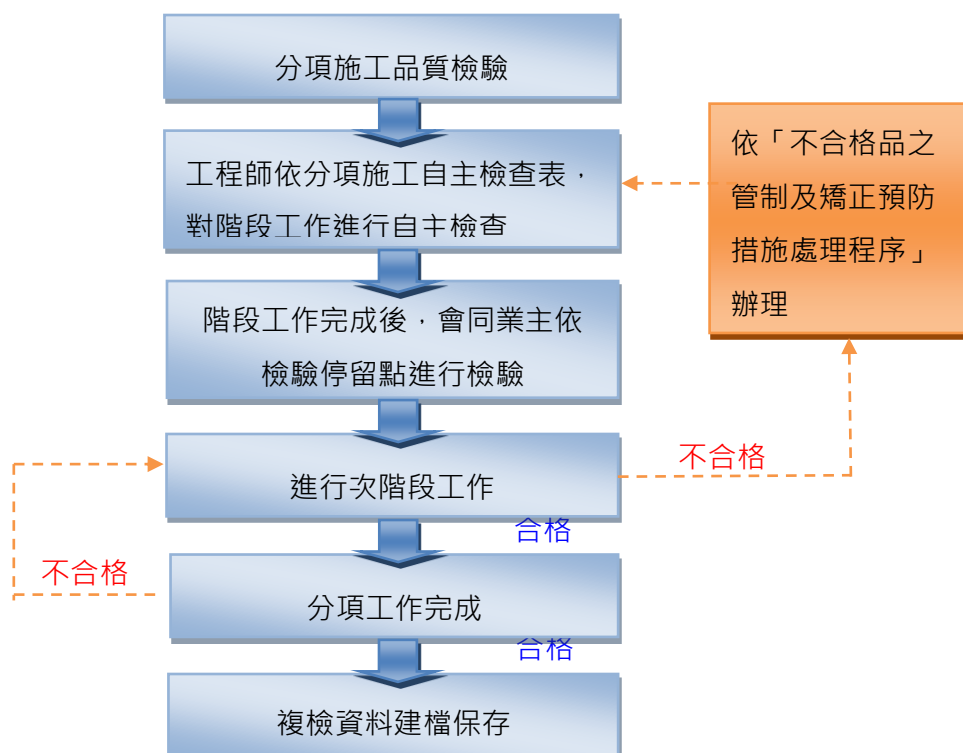 分項施工品質檢驗
工程師依分項施工自主檢查表，
對階段工作進行自主檢查
依「不合格品之
管制及矯正預防
措施處理程序」
辦理
階段工作完成後，會同業主依
檢驗停留點進行檢驗
進行次階段工作
不合格
合格
不合格
分項工作完成
合格
複檢資料建檔保存